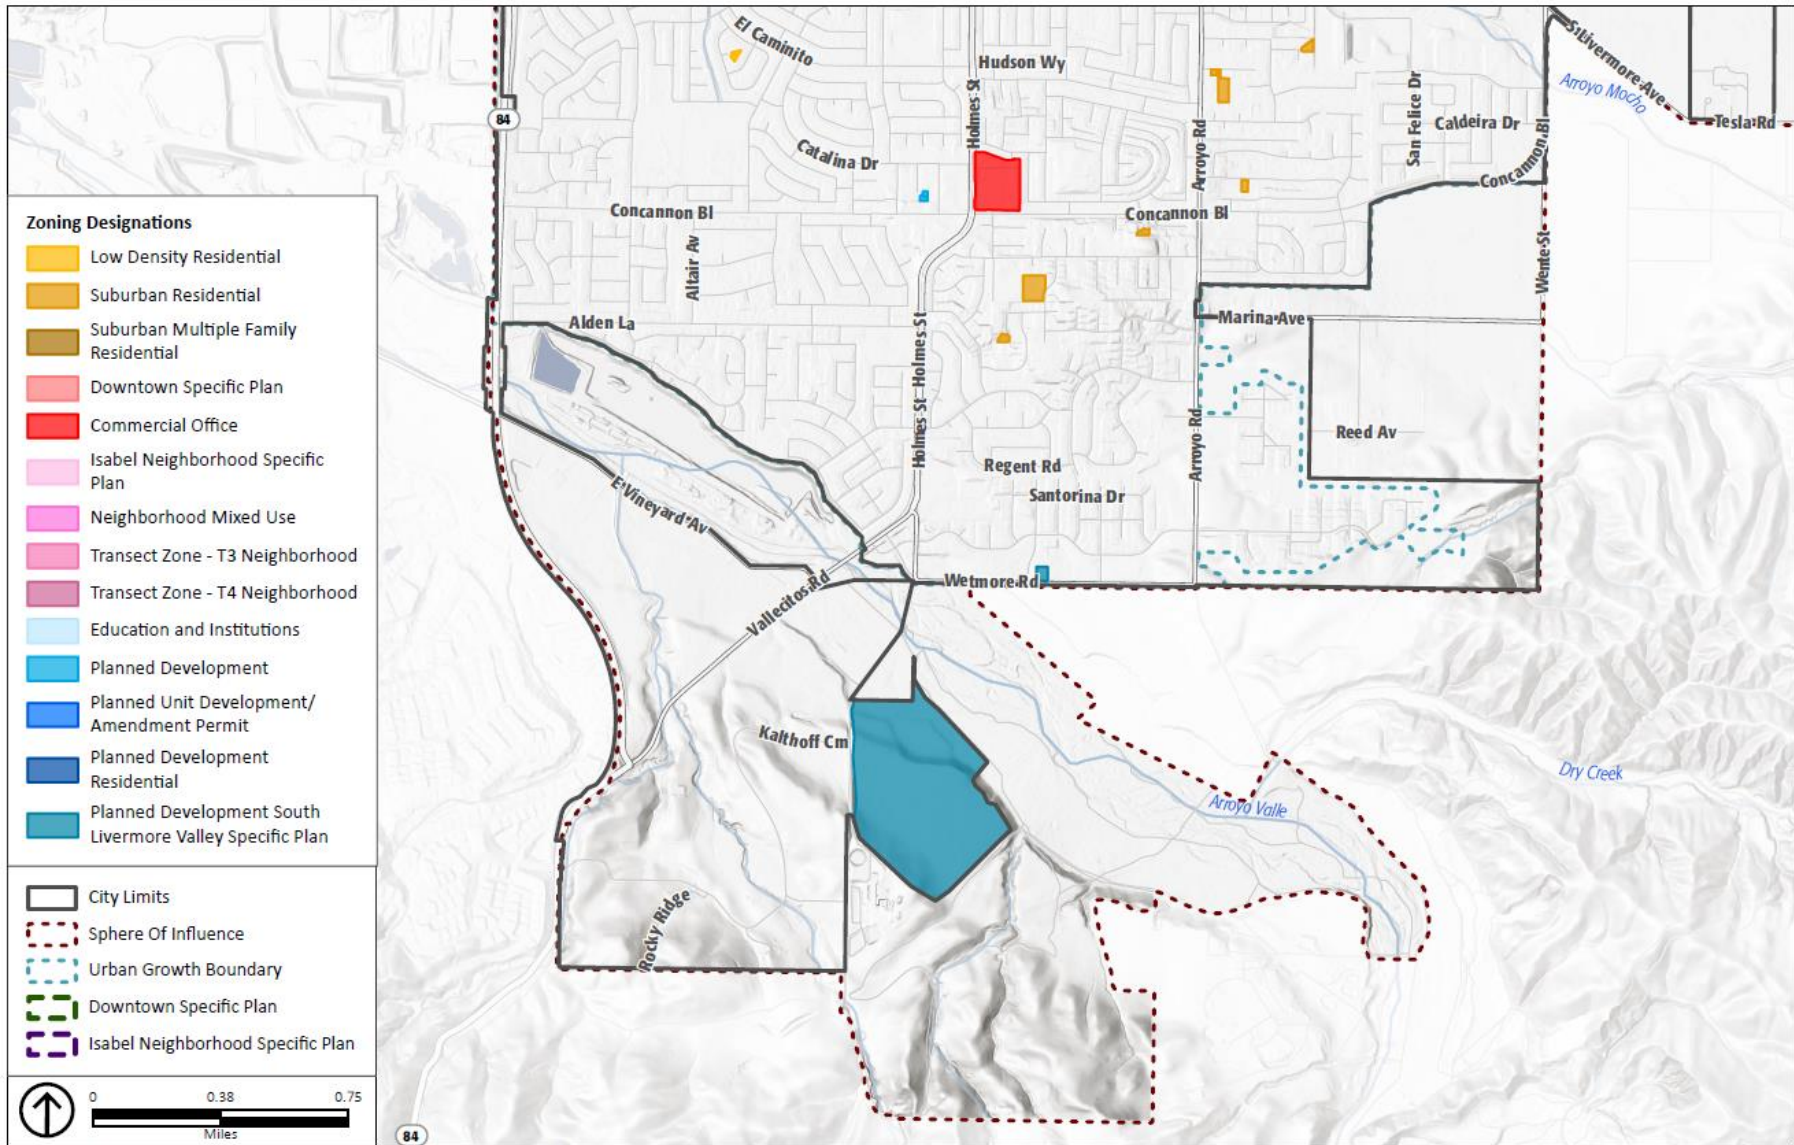 El Caminito
Hudson Wy
S Livermore Ave
Arroyo Mocho
Tesla Rd
84
Holmes St
San Felice Dr
Caldeira Dr
Catalina Dr
Arroyo Rd
Concannon Bl
Concannon Bl
Concannon Bl
Altair Av
Wente St
Alden La
Marina Ave
Holmes St
Holmes St
Arroyo Rd
Reed Av
Regent Rd
Santorina Dr
E Vineyard Av
Wetmore Rd
Vallecitos Rd
Kalthoff Cm
Dry Creek
Arroyo Valle
Rocky Ridge
84
Zoning Designations
Low Density Residential
Suburban Residential
Suburban Multiple Family
Residential
Downtown Specific Plan
Commercial Office
Isabel Neighborhood Specific
Plan
Neighborhood Mixed Use
Transect Zone - T3 Neighborhood
Transect Zone - T4 Neighborhood
Education and Institutions
Planned Development
Planned Unit Development/
Amendment Permit
Planned Development
Residential
Planned Development South
Livermore Valley Specific Plan
City Limits
Sphere Of Influence
Urban Growth Boundary
Downtown Specific Plan
Isabel Neighborhood Specific Plan
0 0.38 0.75
Miles